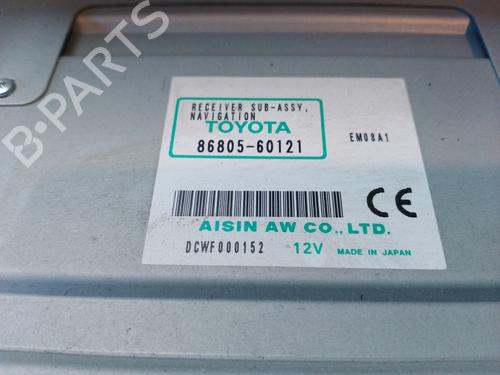 B-PARTS
RECEIVER SUB-ASSY,
NAVIGATION
TOYOTA
86805-60121
EM08A1
CE
AISIN AW CO., LTD.
DCWF000152 12V MADE IN JAPAN